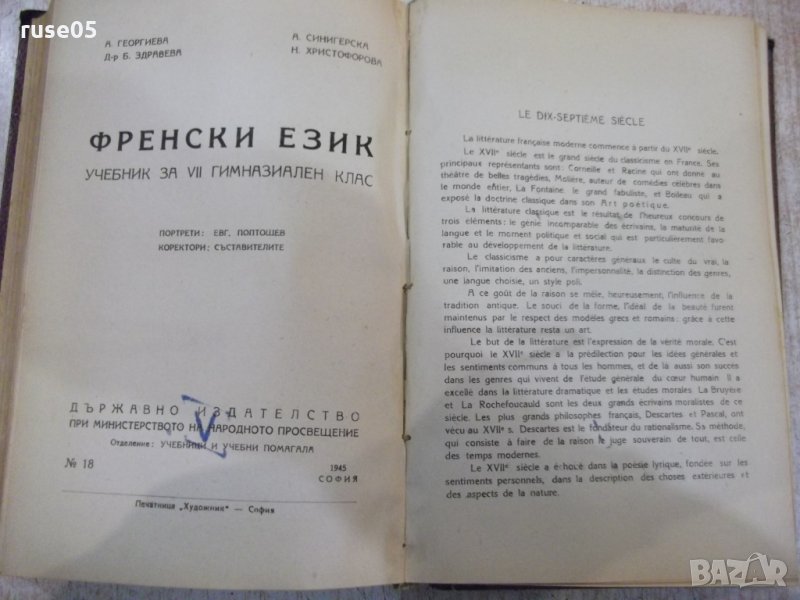 ruse05
А. ГЕОРГИЕВА
Д-р Б. ЗДРАВЕВА
А. СИНИГЕРСКА
Н. ХРИСТОФОРОВА
ФРЕНСКИ ЕЗИК
УЧЕБНИК ЗА VII ГИМНАЗИАЛЕН КЛАС
ПОРТРЕТИ: ЕВГ. ПОПТОШЕВ
КОРЕКТОРИ: СЪСТАВИТЕЛИТЕ
ДЪРЖАВНО ИЗДАТЕЛСТВО
ПРИ МИНИСТЕРСТВОТО НА НАРОДНОТО ПРОСВЕЩЕНИЕ
Отделение: УЧЕБНИЦИ И УЧЕБНИ ПОМАГАЛА
V
№ 18
1945
СОФИЯ
Печатница „Художник“ — София
LE DIX-SEPTIÈME SIÈCLE
La littérature française moderne commence à partir du XVIIᵉ siècle.
Le XVIIᵉ siècle est le grand siècle du classicisme en France. Ses
principaux représentants sont: Corneille et Racine qui ont donné au
théâtre de belles tragédies, Molière, auteur de comédies célèbres dans
le monde entier, La Fontaine le grand fabuliste, et Boileau qui a
exposé la doctrine classique dans son Art poétique.
La littérature classique est le résultat de l'heureux concours de
trois éléments: le génie incomparable des écrivains, la maturité de la
langue et le moment politique et social qui est particulièrement favo-
rable au développement de la littérature.
Le classicisme a pour caractères généraux le culte du vrai, la
raison, l'imitation des anciens, l'impersonnalité, la distinction des genres,
une langue choisie, un style poli.
A ce goût de la raison se mêle, heureusement, l'influence de la
tradition antique. Le souci de la forme, l'idéal de la beauté furent
maintenus par le respect des modèles grecs et romains: grâce à cette
influence la littérature resta un art.
Le but de la littérature est l'expression de la vérité morale. C'est
pourquoi le XVIIᵉ siècle a la prédilection pour les idées générales et
les sentiments communs à tous les hommes, et de là aussi son succès
dans les genres qui vivent de l'étude générale du cœur humain. Il a
excellé dans la littérature dramatique et les études morales. La Bruyère
et La Rochefoucauld sont les deux grands écrivains moralistes de ce
siècle. Les plus grands philosophes français, Descartes et Pascal, ont
vécu au XVIIᵉ s. Descartes est le fondateur du rationalisme. Sa méthode,
qui consiste à faire de la raison le juge souverain de tout, est celle
des temps modernes.
Le XVIIᵉ siècle a échoué dans la poésie lyrique, fondée sur les
sentiments personnels, dans la description des choses extérieures et
des aspects de la nature.
BAZAR
bg